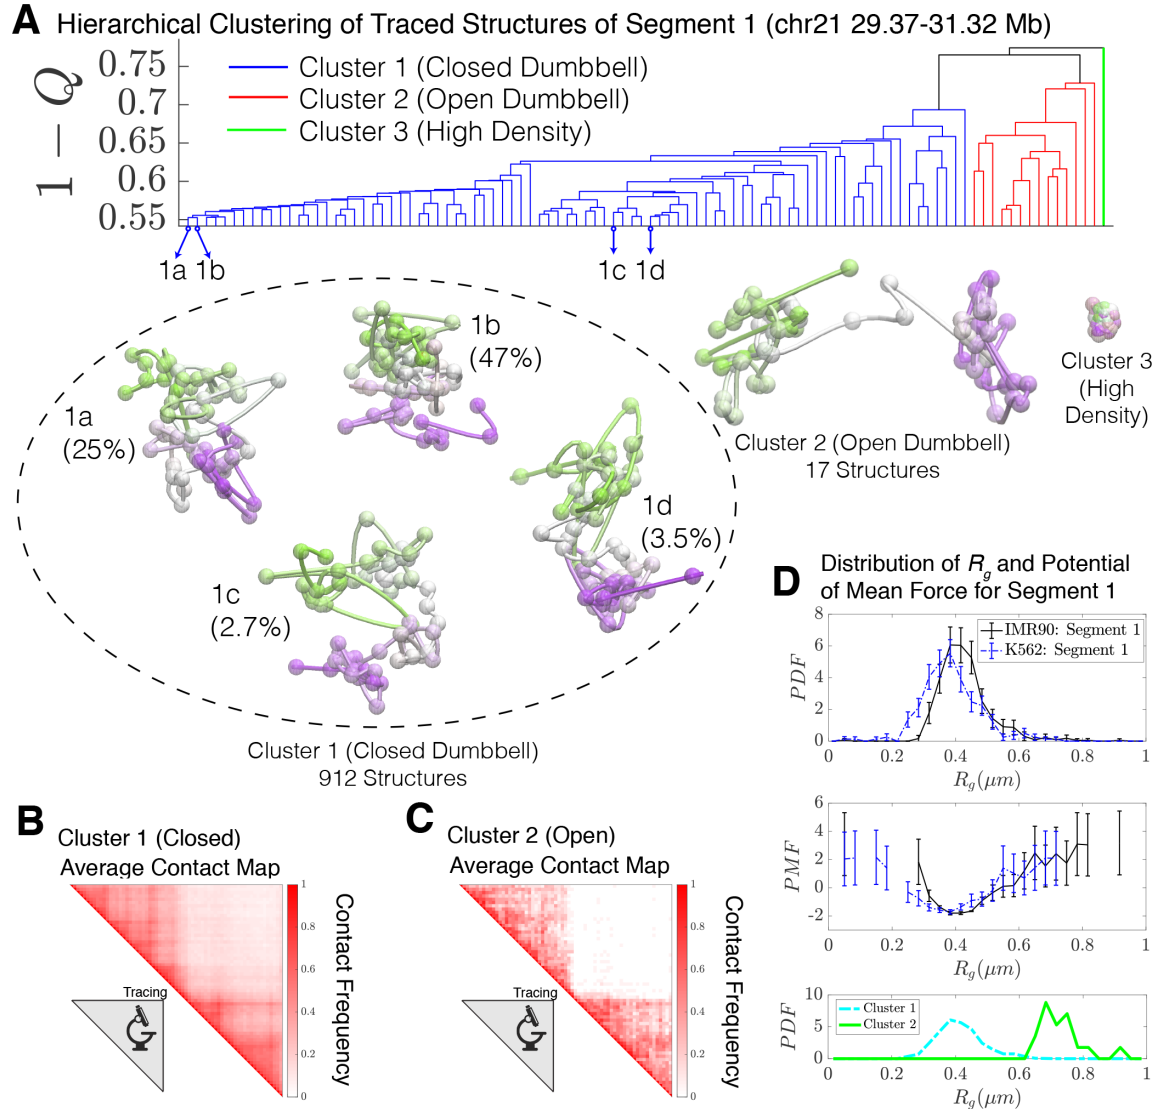 A Hierarchical Clustering of Traced Structures of Segment 1 (chr21 29.37-31.32 Mb)
1 − Q
0.75
0.7
0.65
0.6
0.55
Cluster 1 (Closed Dumbbell)
Cluster 2 (Open Dumbbell)
Cluster 3 (High Density)
1a 1b
1c 1d
1a
(25%)
1b
(47%)
1c
(2.7%)
1d
(3.5%)
Cluster 1 (Closed Dumbbell)
912 Structures
Cluster 2 (Open Dumbbell)
17 Structures
Cluster 3
(High
Density)
B
Cluster 1 (Closed)
Average Contact Map
Tracing
1
0.8
0.6
0.4
0.2
0
Contact Frequency
C
Cluster 2 (Open)
Average Contact Map
Tracing
1
0.8
0.6
0.4
0.2
0
Contact Frequency
D Distribution of Rg and Potential
of Mean Force for Segment 1
PDF
8
6
4
2
0
IMR90: Segment 1
K562: Segment 1
0 0.2 0.4 0.6 0.8 1
Rg(μm)
PMF
6
4
2
0
-2
0 0.2 0.4 0.6 0.8 1
Rg(μm)
PDF
10
5
0
Cluster 1
Cluster 2
0 0.2 0.4 0.6 0.8 1
Rg(μm)